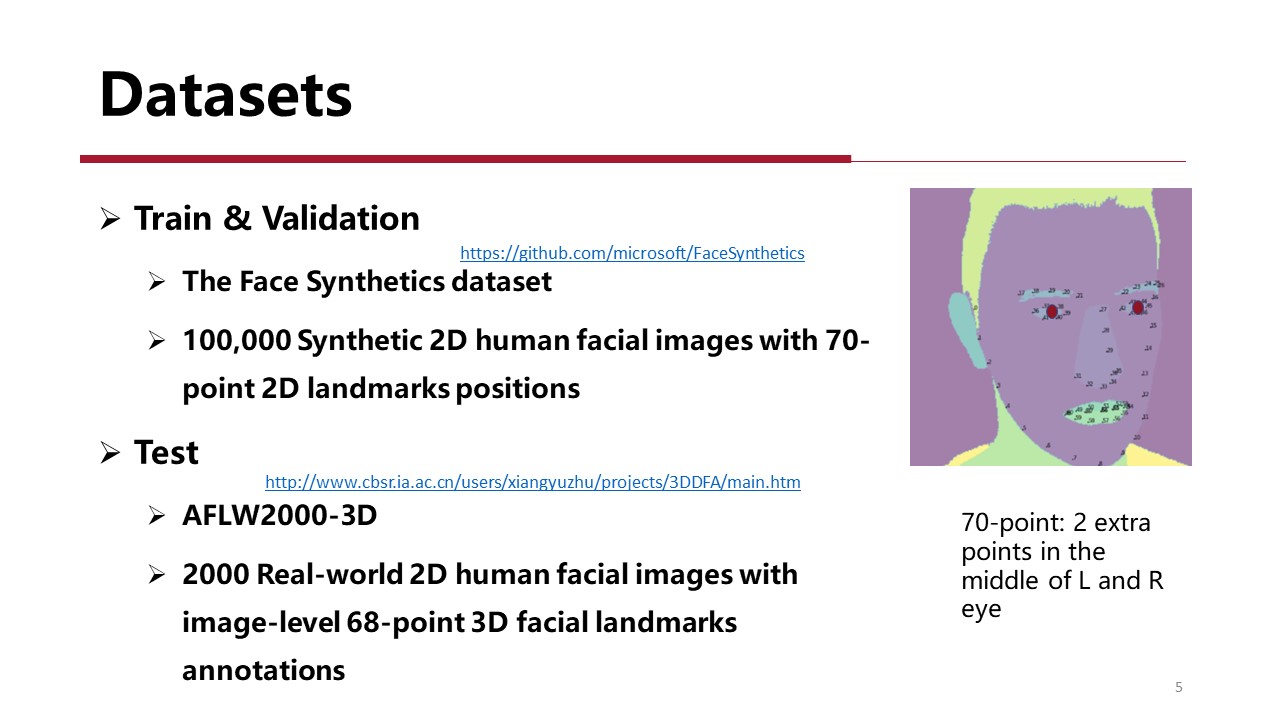 Datasets
Train & Validation
https://github.com/microsoft/FaceSynthetics
The Face Synthetics dataset
100,000 Synthetic 2D human facial images with 70-
point 2D landmarks positions
Test
http://www.cbsr.ia.ac.cn/users/xiangyuzhu/projects/3DDFA/main.htm
AFLW2000-3D
2000 Real-world 2D human facial images with
image-level 68-point 3D facial landmarks
annotations
70-point: 2 extra
points in the
middle of L and R
eye
5